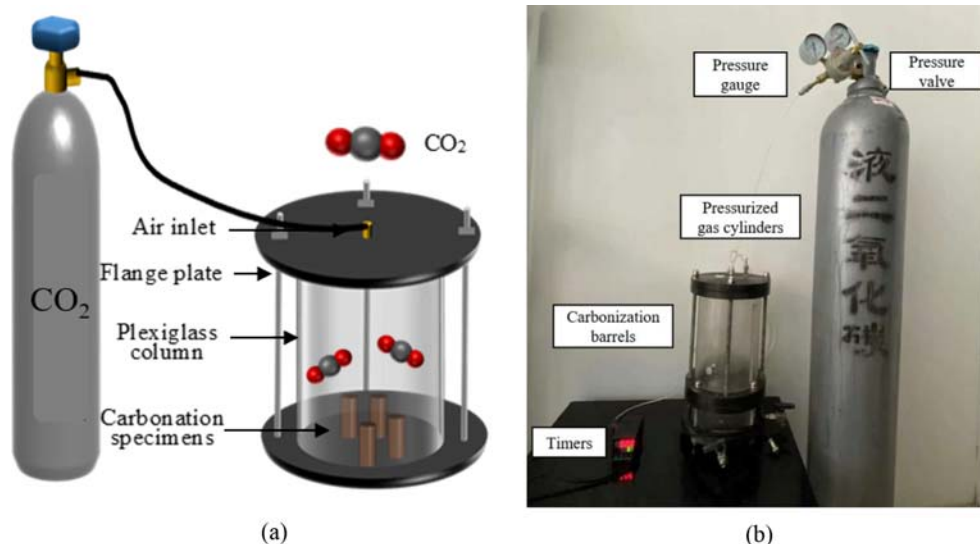 CO2
CO2
Air inlet
Flange plate
Plexiglass
column
Carbonation
specimens
(a)
Pressure
gauge
Pressure
valve
Pressurized
gas cylinders
Carbonization
barrels
Timers
液二氧化碳
(b)